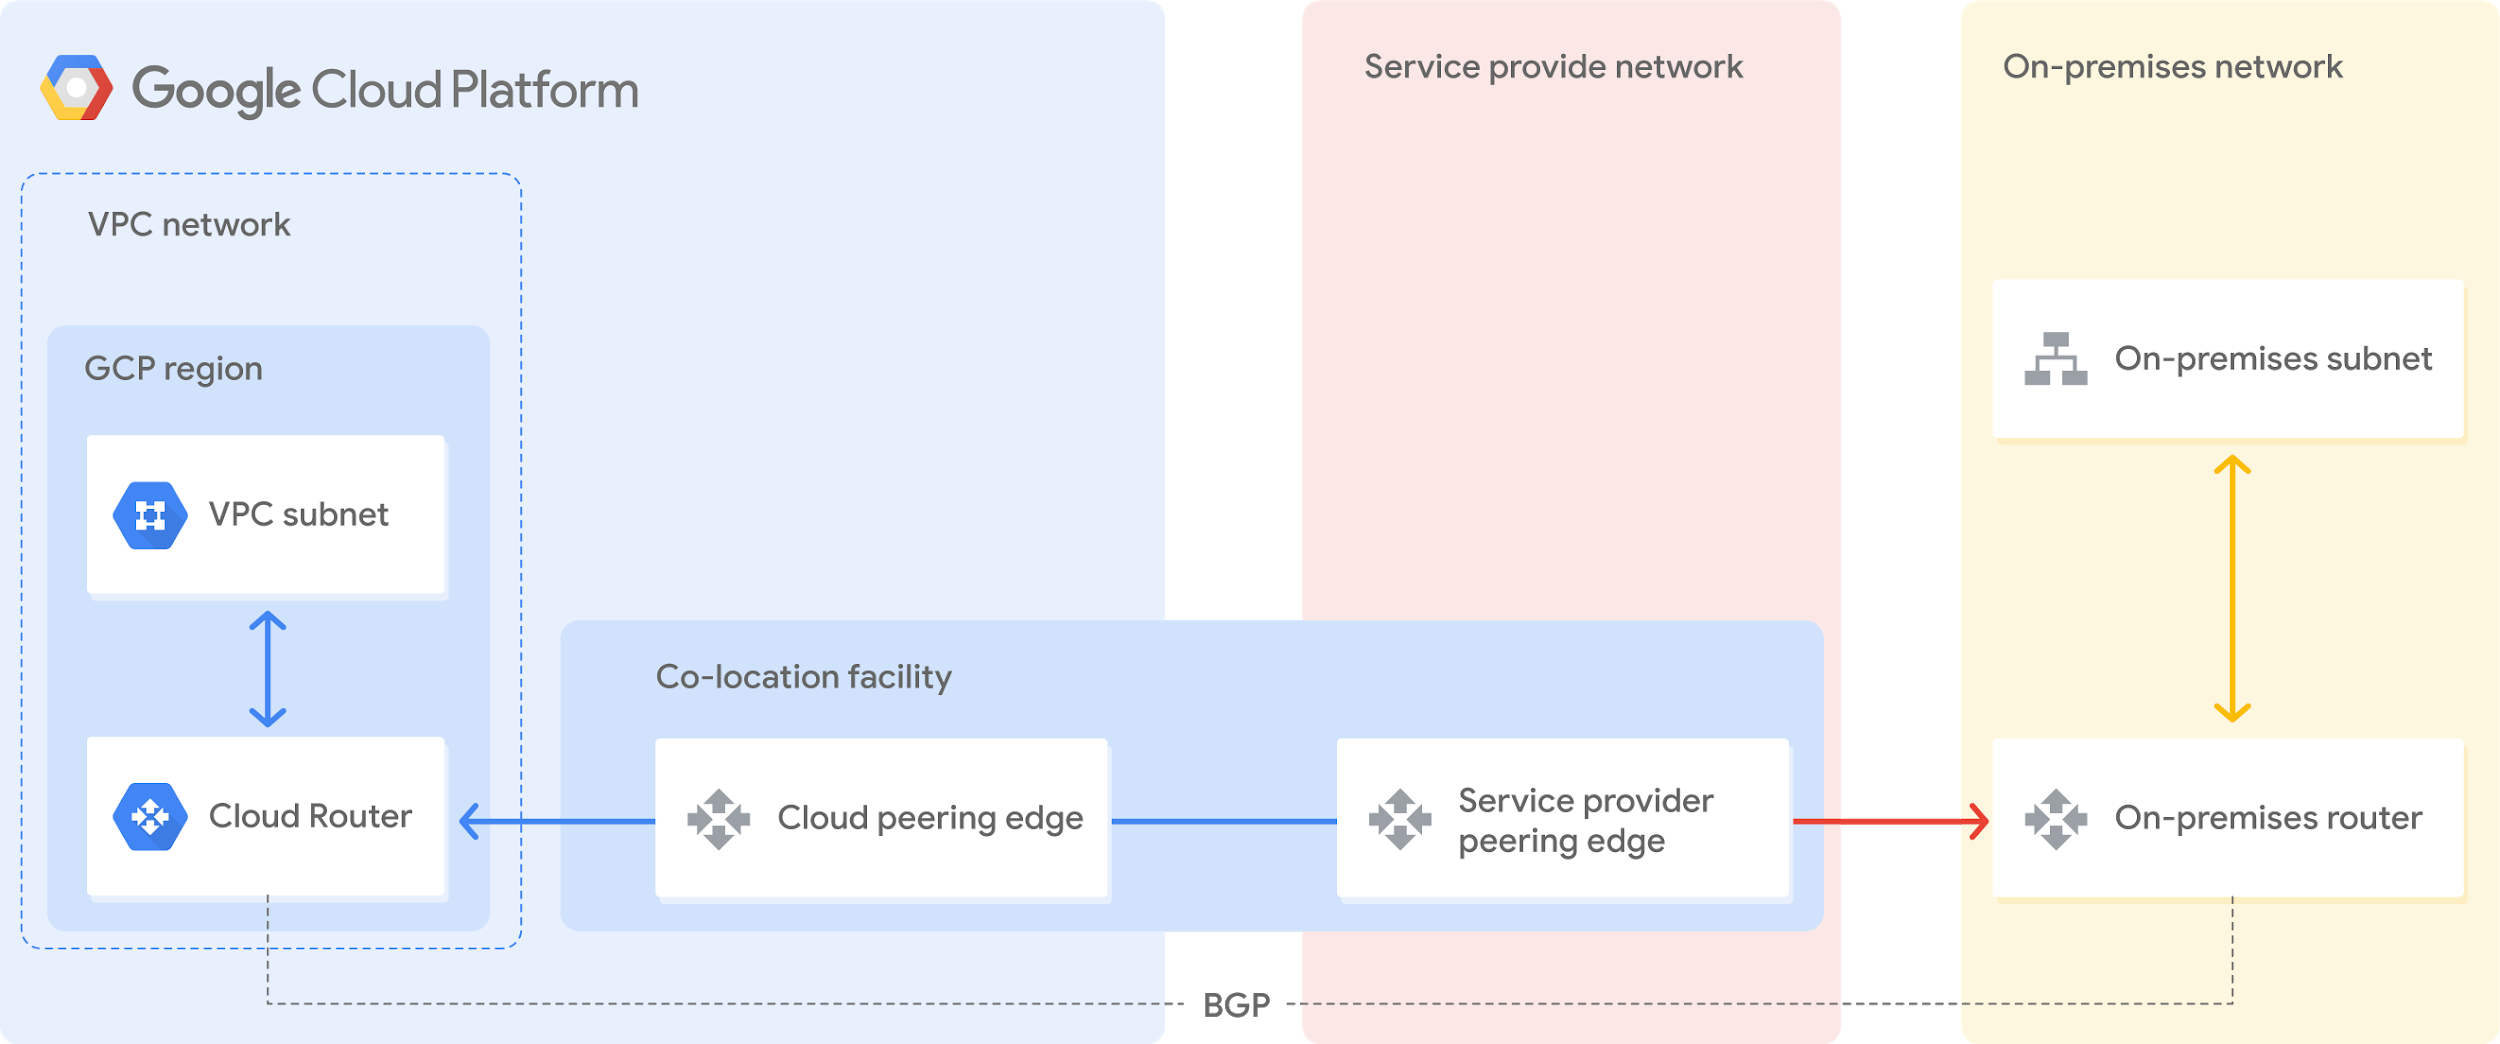 Google Cloud Platform
Service provide network
On-premises network
VPC network
GCP region
On-premises subnet
VPC subnet
Co-location facility
Cloud Router
Cloud peering edge
Service provider
peering edge
On-premises router
BGP